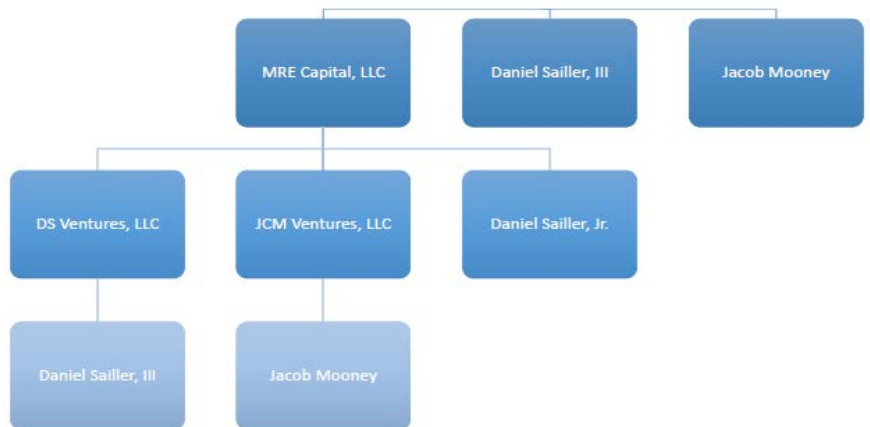 MRE Capital, LLC
Daniel Sailler, III
Jacob Mooney
DS Ventures, LLC
JCM Ventures, LLC
Daniel Sailler, Jr.
Daniel Sailler, III
Jacob Mooney